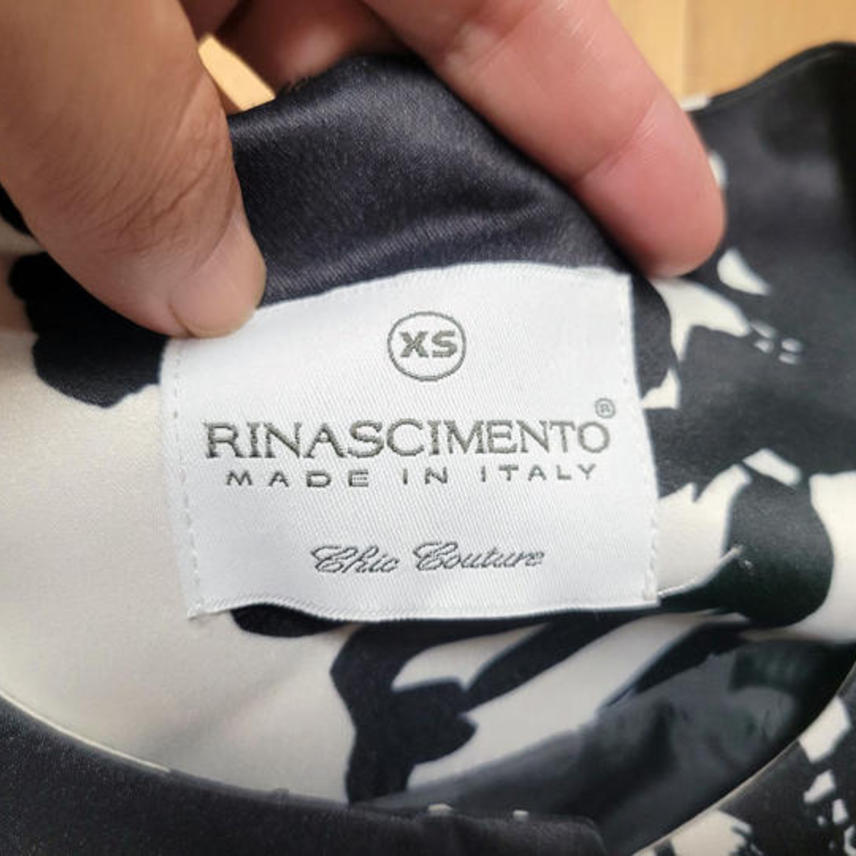 XS
RINASCIMENTO®
MADE IN ITALY
Chic Couture